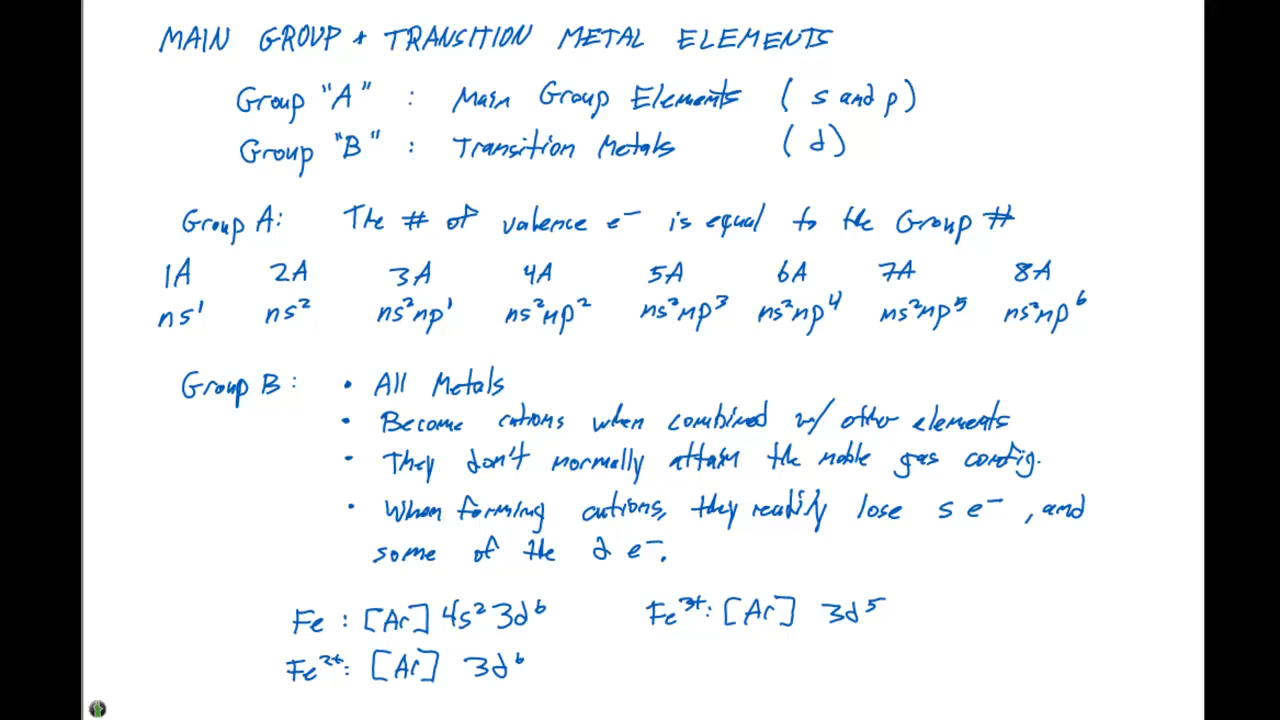 MAIN GROUP + TRANSITION METAL ELEMENTS
Group "A" : Main Group Elements (s and p)
Group "B" : Transition Metals (d)
Group A: The # of valence e⁻ is equal to the Group #
1A 2A 3A 4A 5A 6A 7A 8A
ns¹ ns² ns²np¹ ns²np² ns²np³ ns²np⁴ ns²np⁵ ns²np⁶
Group B: • All Metals
• Become cations when combined w/ other elements
• They don't normally attain the noble gas config.
• When forming cations, they readily lose s e⁻, and
some of the d e⁻.
Fe : [Ar] 4s² 3d⁶ Fe³⁺: [Ar] 3d⁵
Fe²⁺: [Ar] 3d⁶